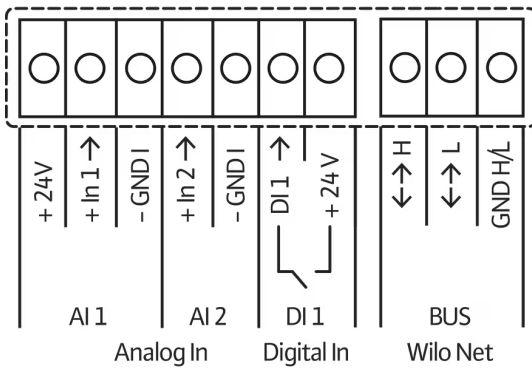 + 24V
+ In 1 →
- GND I
+ In 2 →
- GND I
DI 1 →
+ 24 V
←→ H
←→ L
GND H/L
AI 1 AI 2 DI 1 BUS
Analog In Digital In Wilo Net